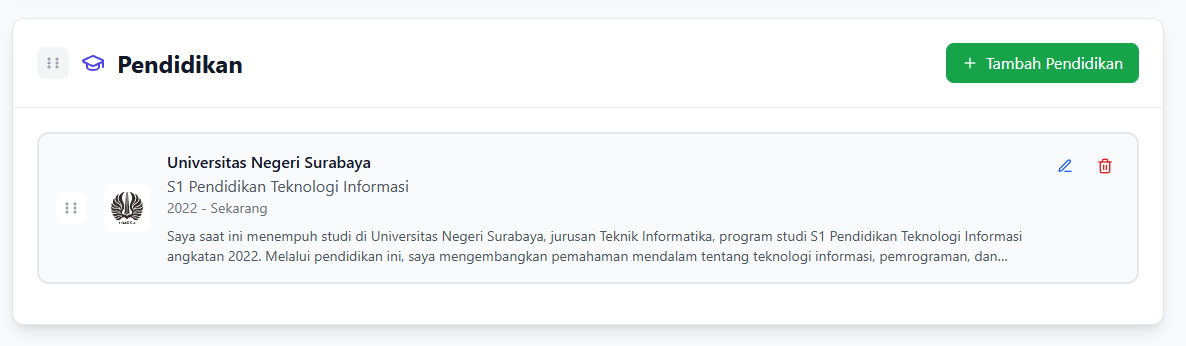 Pendidikan
+ Tambah Pendidikan
Universitas Negeri Surabaya
S1 Pendidikan Teknologi Informasi
2022 - Sekarang
Saya saat ini menempuh studi di Universitas Negeri Surabaya, jurusan Teknik Informatika, program studi S1 Pendidikan Teknologi Informasi
angkatan 2022. Melalui pendidikan ini, saya mengembangkan pemahaman mendalam tentang teknologi informasi, pemrograman, dan...